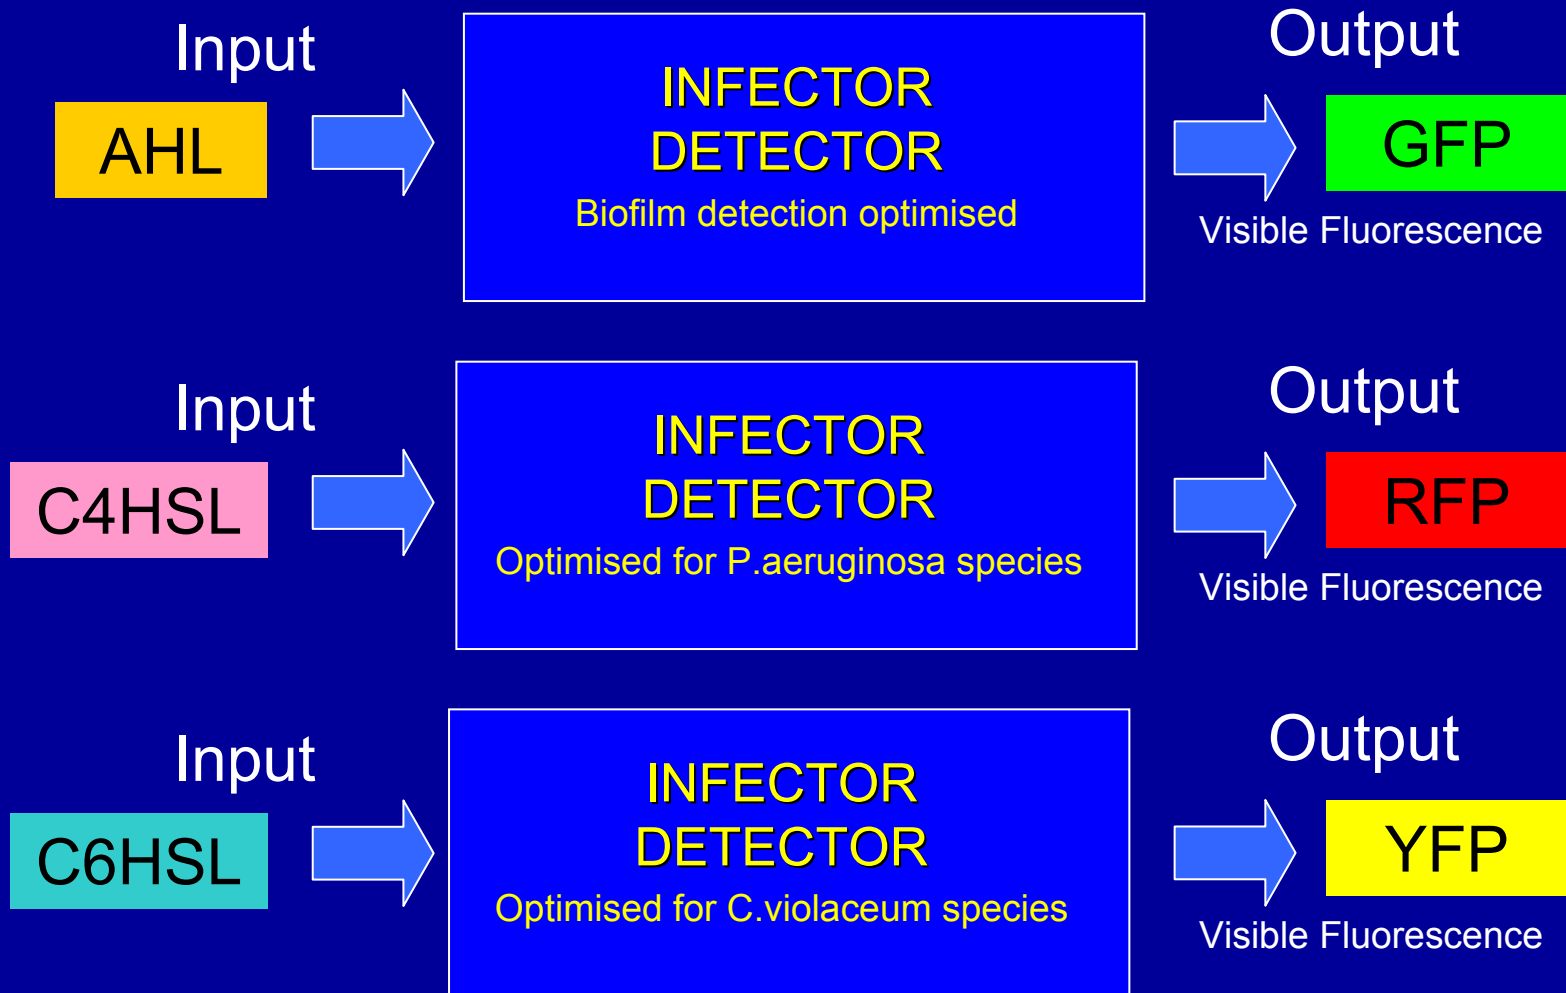 Input
AHL
INFECTOR
DETECTOR
Biofilm detection optimised
Output
GFP
Visible Fluorescence
Input
C4HSL
INFECTOR
DETECTOR
Optimised for P.aeruginosa species
Output
RFP
Visible Fluorescence
Input
C6HSL
INFECTOR
DETECTOR
Optimised for C.violaceum species
Output
YFP
Visible Fluorescence